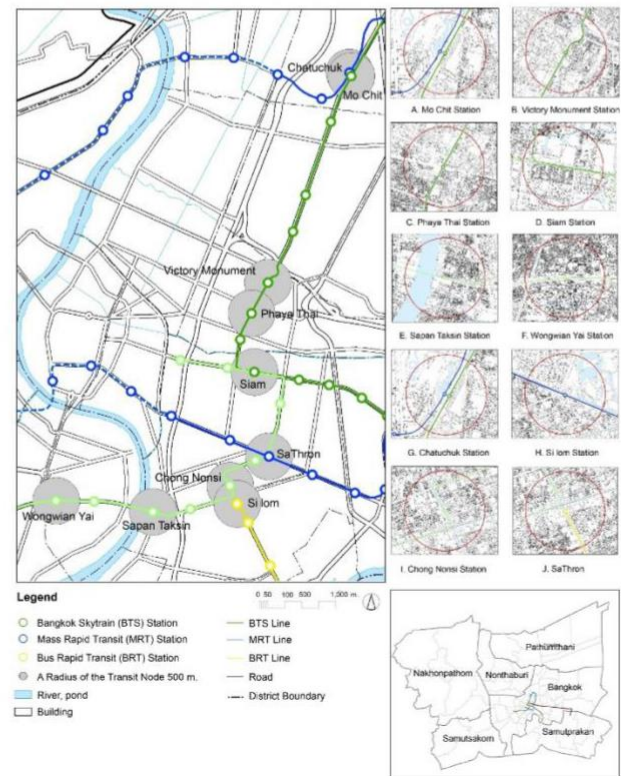 Chatuchuk
Mo Chit
Victory Monument
Phaya Thai
Siam
SaThron
Chong Nonsi
Si lom
Wongwian Yai
Sapan Taksin
A. Mo Chit Station
B. Victory Monument Station
C. Phaya Thai Station
D. Siam Station
E. Sapan Taksin Station
F. Wongwian Yai Station
G. Chatuchuk Station
H. Si lom Station
I. Chong Nonsi Station
J. SaThron
Legend
0 50 100 500 1,000 m.
Bangkok Skytrain (BTS) Station
Mass Rapid Transit (MRT) Station
Bus Rapid Transit (BRT) Station
A Radius of the Transit Node 500 m.
River, pond
Building
BTS Line
MRT Line
BRT Line
Road
District Boundary
Pathumthani
Nakhonpathom
Nonthaburi
Bangkok
Samutsakorn
Samutprakan